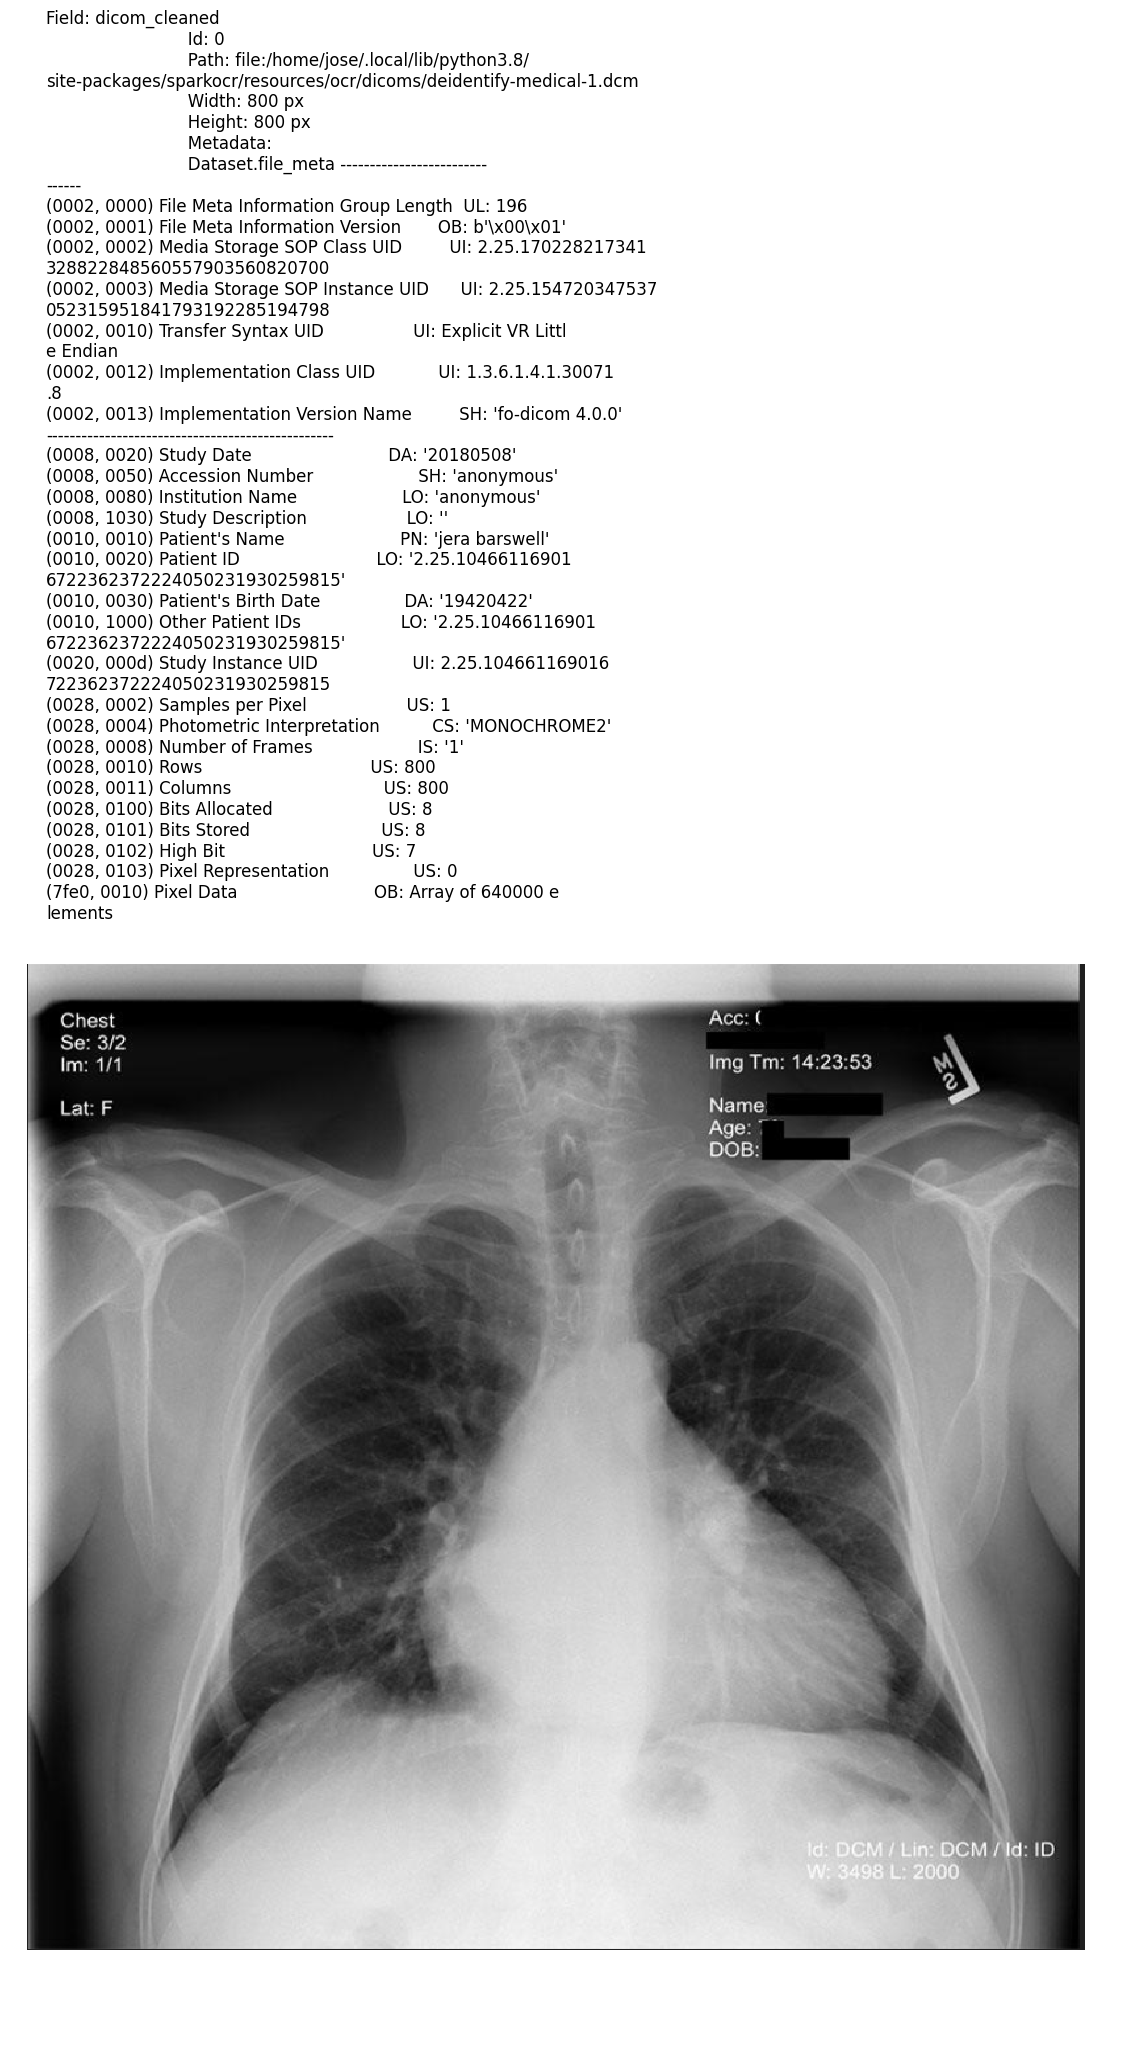 Field: dicom_cleaned
Id: 0
Path: file:/home/jose/.local/lib/python3.8/
site-packages/sparkocr/resources/ocr/dicoms/deidentify-medical-1.dcm
Width: 800 px
Height: 800 px
Metadata:
Dataset.file_meta -------------------------
------
(0002, 0000) File Meta Information Group Length UL: 196
(0002, 0001) File Meta Information Version OB: b'\x00\x01'
(0002, 0002) Media Storage SOP Class UID UI: 2.25.170228217341
3288228485605579035608​20700
(0002, 0003) Media Storage SOP Instance UID UI: 2.25.154720347537
052315951841793192285194798
(0002, 0010) Transfer Syntax UID UI: Explicit VR Littl
e Endian
(0002, 0012) Implementation Class UID UI: 1.3.6.1.4.1.30071
.8
(0002, 0013) Implementation Version Name SH: 'fo-dicom 4.0.0'
-------------------------------------------------
(0008, 0020) Study Date DA: '20180508'
(0008, 0050) Accession Number SH: 'anonymous'
(0008, 0080) Institution Name LO: 'anonymous'
(0008, 1030) Study Description LO: ''
(0010, 0010) Patient's Name PN: 'jera barswell'
(0010, 0020) Patient ID LO: '2.25.10466116901
6722362372224050231930259815'
(0010, 0030) Patient's Birth Date DA: '19420422'
(0010, 1000) Other Patient IDs LO: '2.25.10466116901
6722362372224050231930259815'
(0020, 000d) Study Instance UID UI: 2.25.104661169016
722362372224050231930259815
(0028, 0002) Samples per Pixel US: 1
(0028, 0004) Photometric Interpretation CS: 'MONOCHROME2'
(0028, 0008) Number of Frames IS: '1'
(0028, 0010) Rows US: 800
(0028, 0011) Columns US: 800
(0028, 0100) Bits Allocated US: 8
(0028, 0101) Bits Stored US: 8
(0028, 0102) High Bit US: 7
(0028, 0103) Pixel Representation US: 0
(7fe0, 0010) Pixel Data OB: Array of 640000 e
lements
Chest
Se: 3/2
Im: 1/1
Lat: F
Acc:
Img Tm: 14:23:53
Name
Age:
DOB:
MS
Id: DCM / Lin: DCM / Id: ID
W: 3498 L: 2000